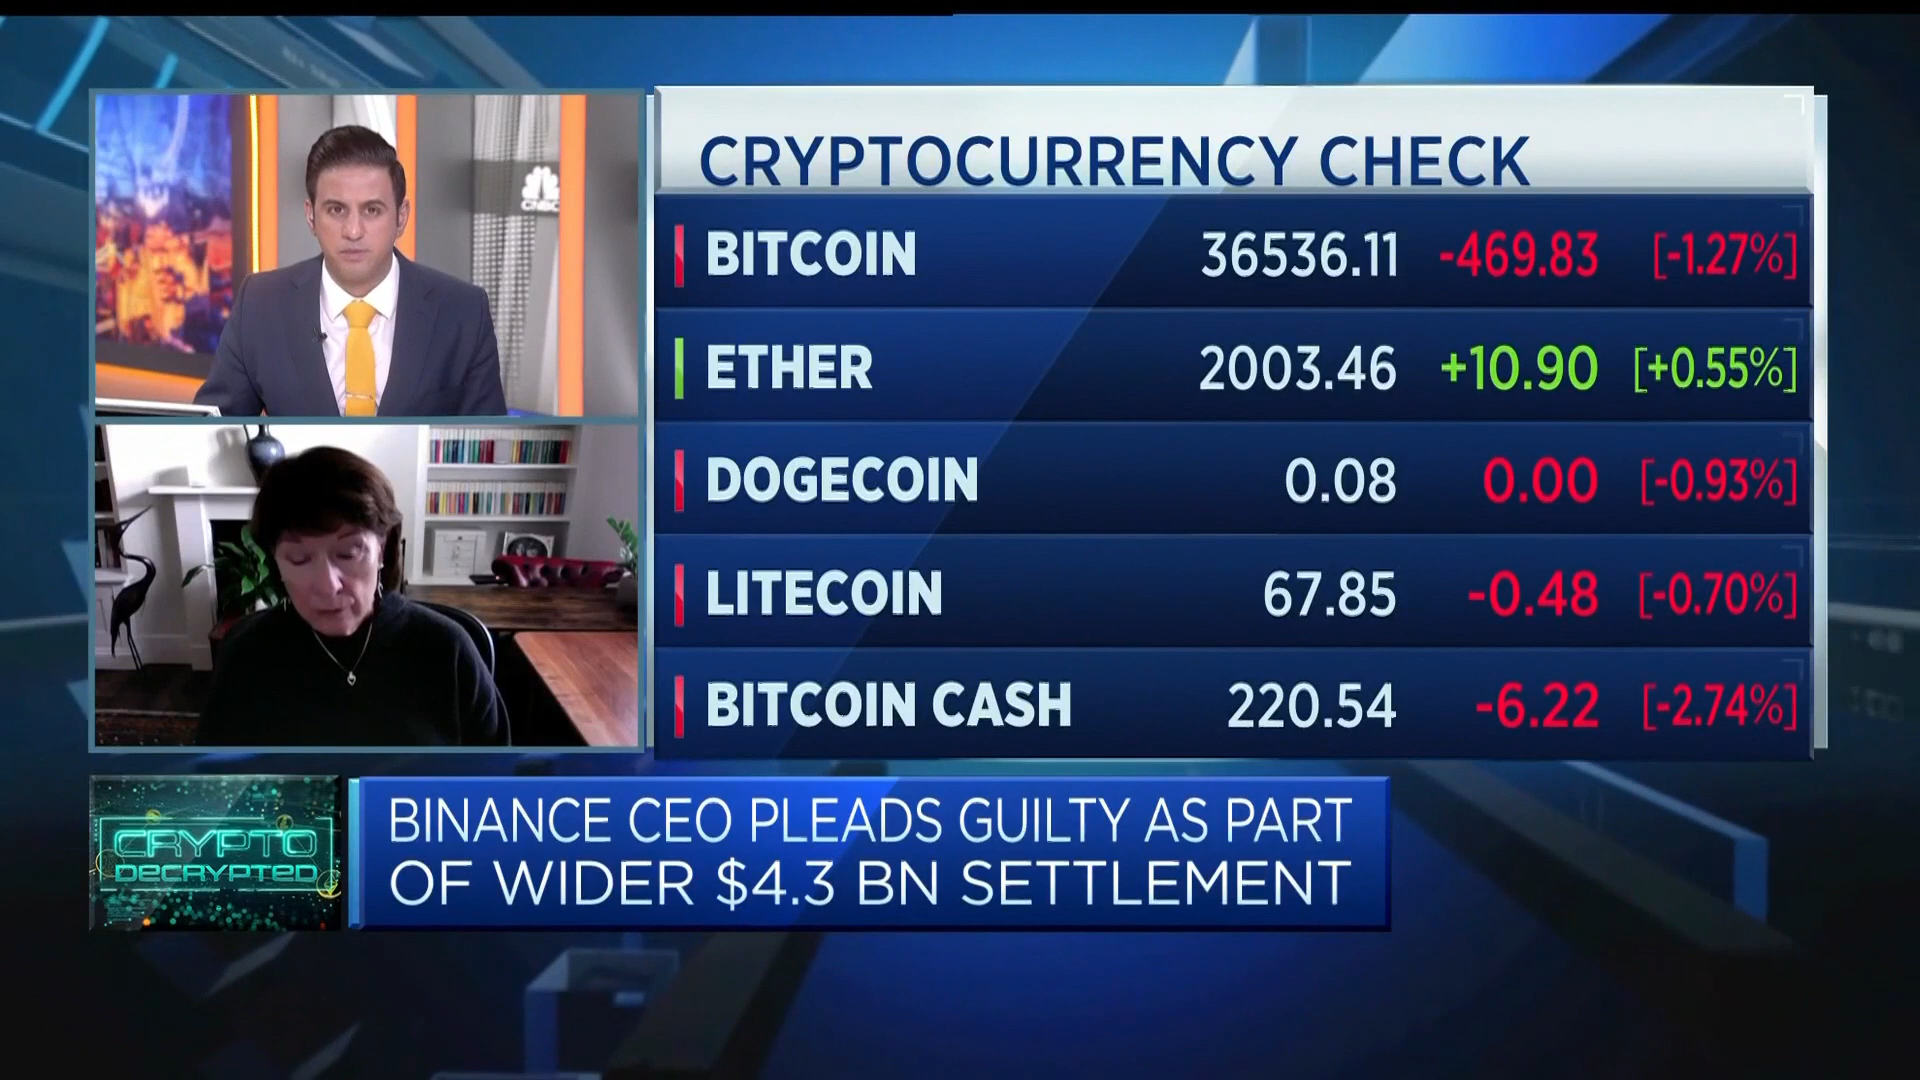 CNBC
CRYPTOCURRENCY CHECK
BITCOIN 36536.11 -469.83 [-1.27%]
ETHER 2003.46 +10.90 [+0.55%]
DOGECOIN 0.08 0.00 [-0.93%]
LITECOIN 67.85 -0.48 [-0.70%]
BITCOIN CASH 220.54 -6.22 [-2.74%]
CRYPTO
DECRYPTED
BINANCE CEO PLEADS GUILTY AS PART
OF WIDER $4.3 BN SETTLEMENT